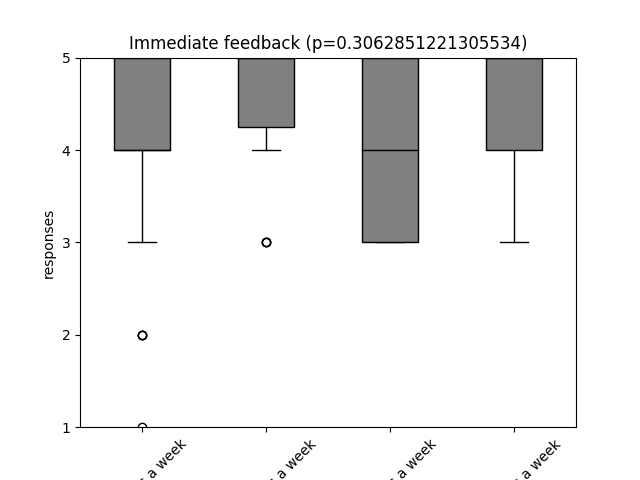 Immediate feedback (p=0.3062851221305534)
responses
5
4
3
2
1
a week
a week
a week
a week